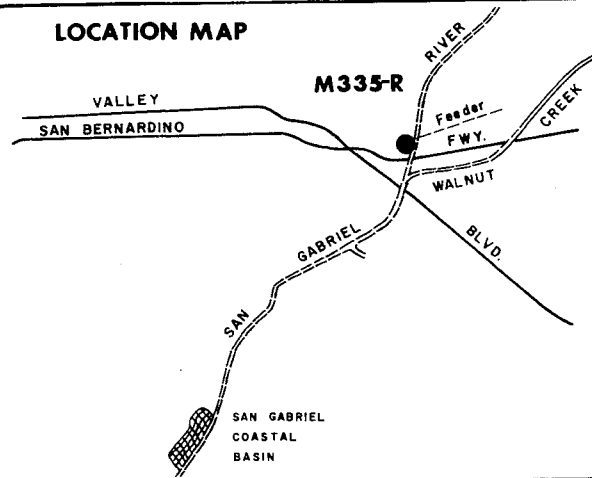 LOCATION MAP
RIVER
M335-R
VALLEY
Feeder
CREEK
SAN BERNARDINO
FWY.
WALNUT
GABRIEL
BLVD.
SAN
SAN GABRIEL
COASTAL
BASIN